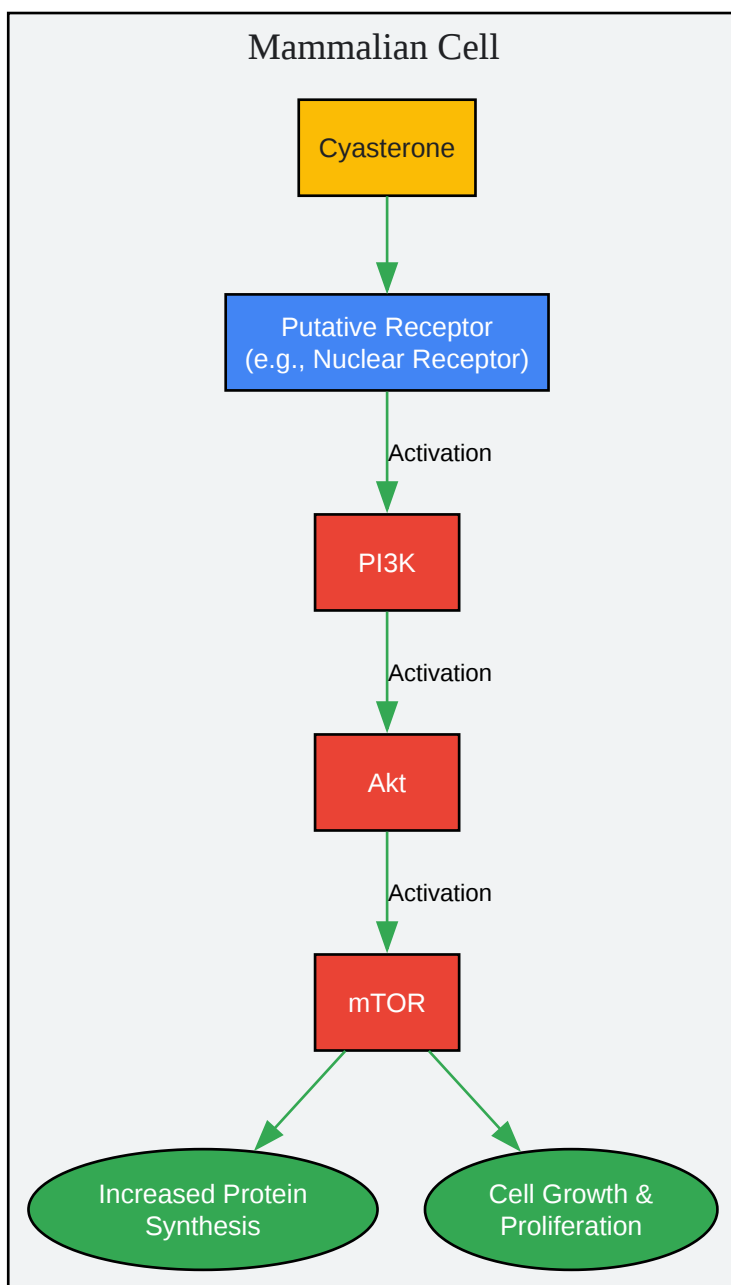 Mammalian Cell
Cyasterone
Putative Receptor
(e.g., Nuclear Receptor)
Activation
PI3K
Activation
Akt
Activation
mTOR
Increased Protein
Synthesis
Cell Growth &
Proliferation